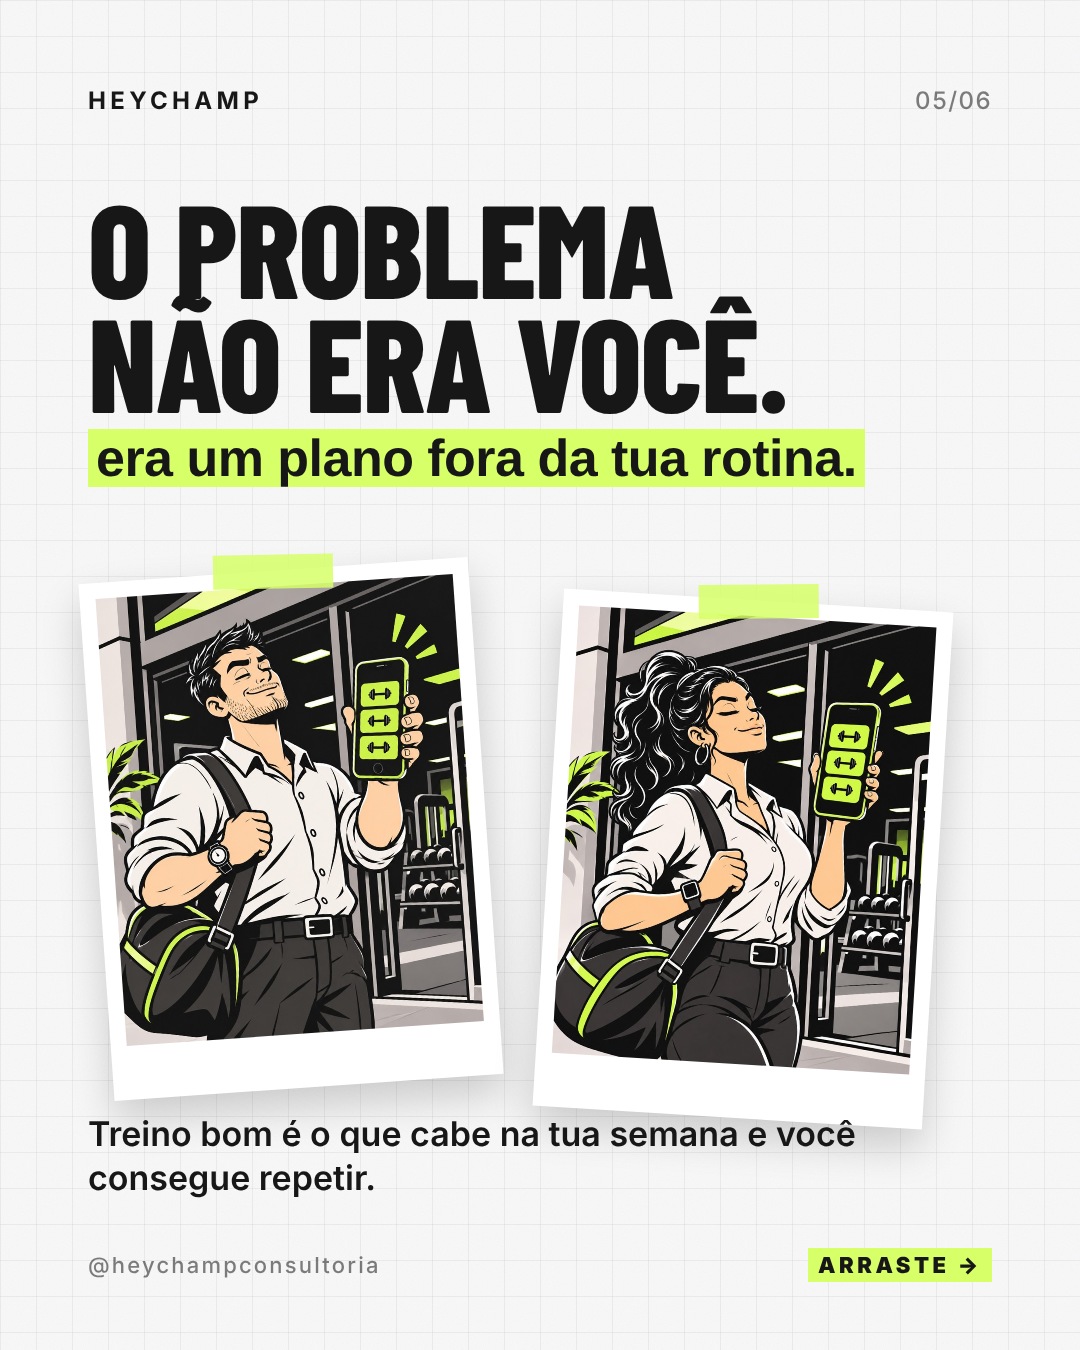 HEYCHAMP
05/06
O PROBLEMA
NÃO ERA VOCÊ.
era um plano fora da tua rotina.
Treino bom é o que cabe na tua semana e você
consegue repetir.
@heychampconsultoria
ARRASTE →